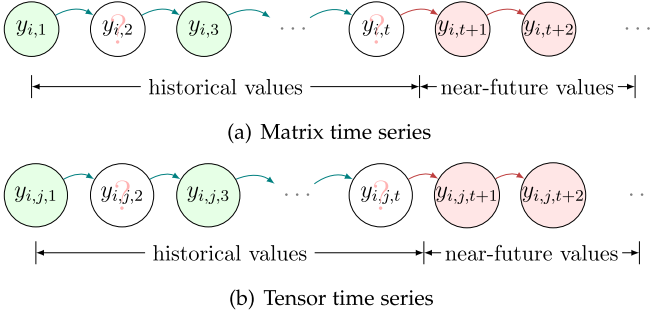 y_{i,1} y_{i,2} ? y_{i,3} ··· y_{i,t} ? y_{i,t+1} y_{i,t+2} ···
historical values near-future values
(a) Matrix time series
y_{i,j,1} y_{i,j,2} ? y_{i,j,3} ··· y_{i,j,t} ? y_{i,j,t+1} y_{i,j,t+2} ··
historical values near-future values
(b) Tensor time series